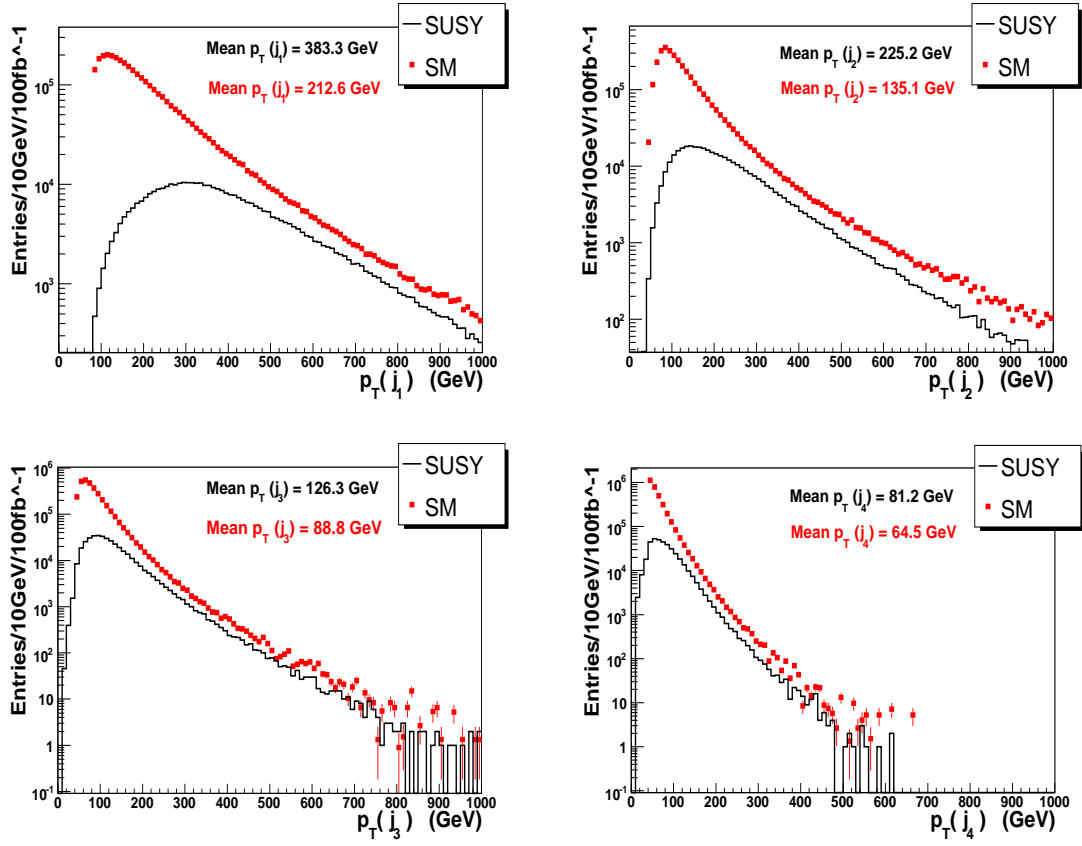 SUSY
SM
Mean p_T (j_1) = 383.3 GeV
Mean p_T (j_1) = 212.6 GeV
Entries/10GeV/100fb^-1
10^5
10^4
10^3
0 100 200 300 400 500 600 700 800 900 1000
p_T( j_1 ) (GeV)
SUSY
SM
Mean p_T (j_2) = 225.2 GeV
Mean p_T (j_2) = 135.1 GeV
Entries/10GeV/100fb^-1
10^5
10^4
10^3
10^2
0 100 200 300 400 500 600 700 800 900 1000
p_T( j_2 ) (GeV)
SUSY
SM
Mean p_T (j_3) = 126.3 GeV
Mean p_T (j_3) = 88.8 GeV
Entries/10GeV/100fb^-1
10^6
10^5
10^4
10^3
10^2
10
1
10^-1
0 100 200 300 400 500 600 700 800 900 1000
p_T( j_3 ) (GeV)
SUSY
SM
Mean p_T (j_4) = 81.2 GeV
Mean p_T (j_4) = 64.5 GeV
Entries/10GeV/100fb^-1
10^6
10^5
10^4
10^3
10^2
10
1
10^-1
0 100 200 300 400 500 600 700 800 900 1000
p_T( j_4 ) (GeV)